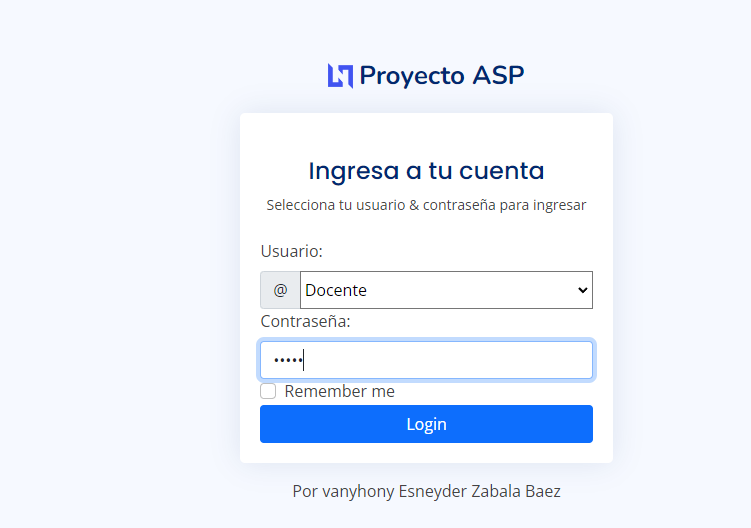 Proyecto ASP
Ingresa a tu cuenta
Selecciona tu usuario & contraseña para ingresar
Usuario:
@ Docente
Contraseña:
•••••
Remember me
Login
Por vanyhony Esneyder Zabala Baez